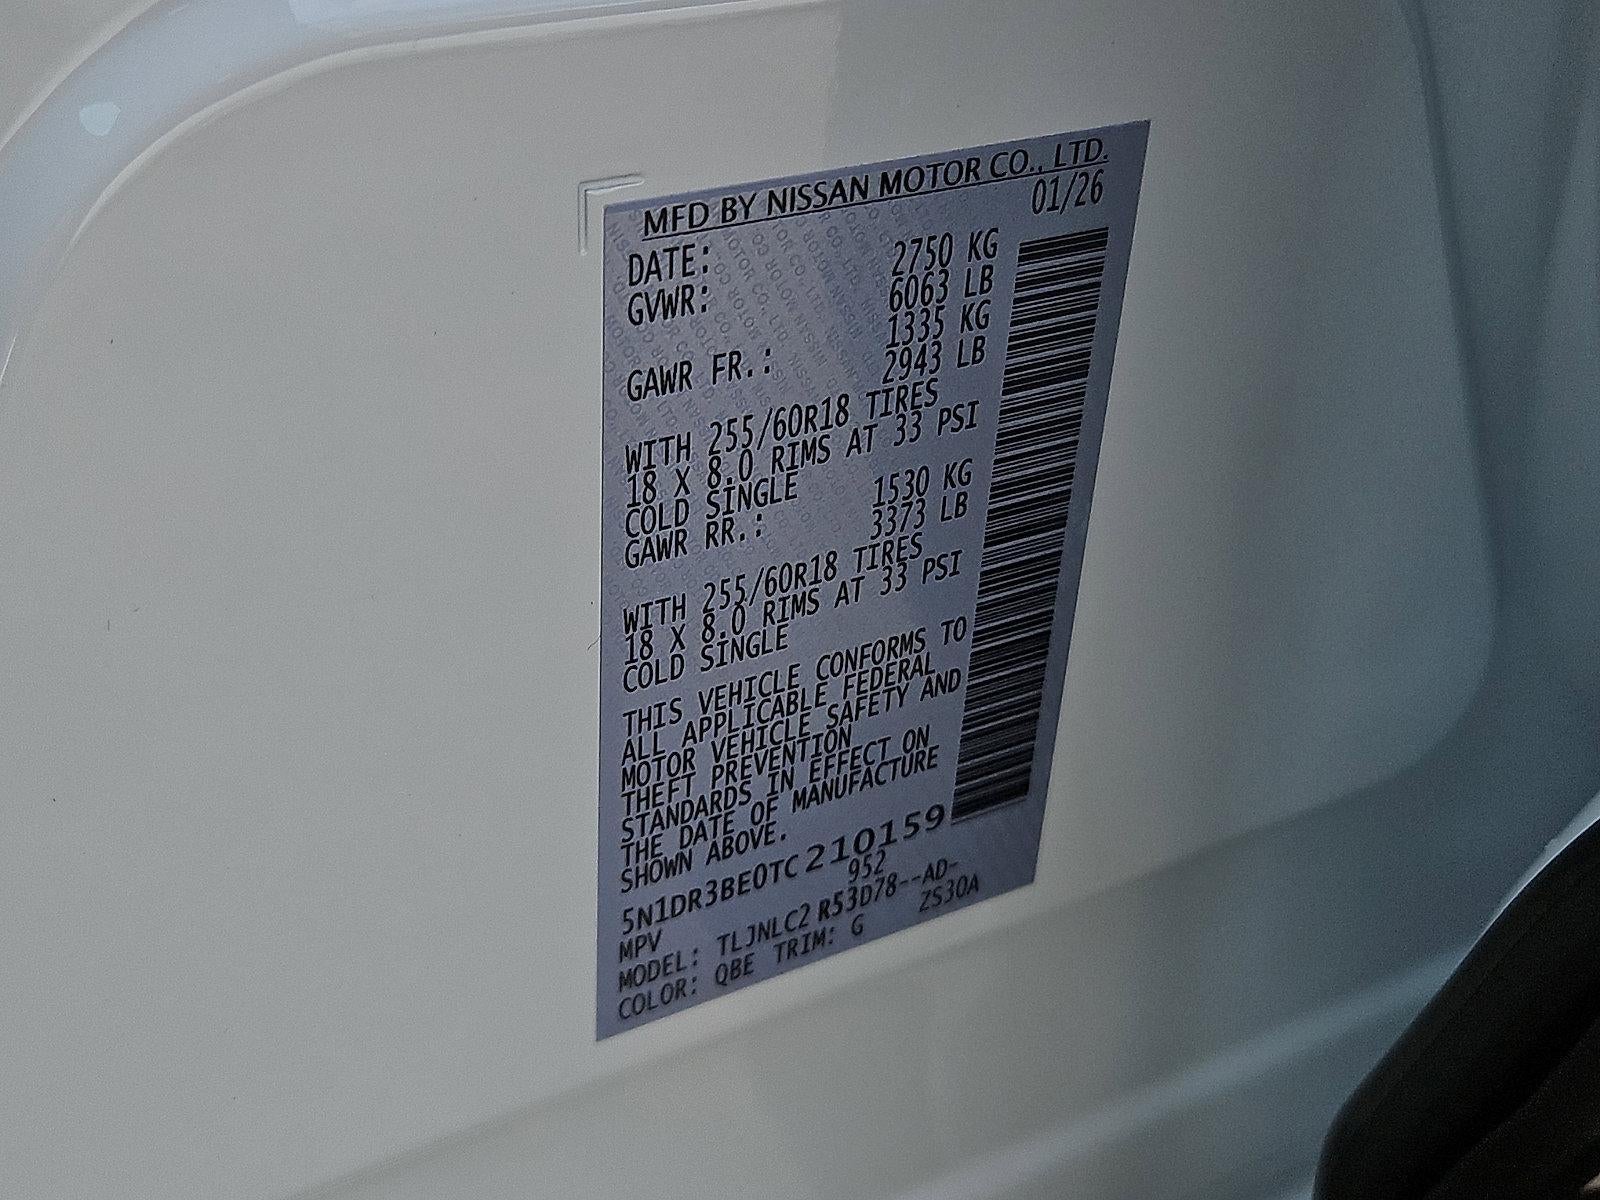 MFD BY NISSAN MOTOR CO., LTD.
DATE: 01/26
GVWR: 2750 KG
6063 LB
GAWR FR.: 1335 KG
2943 LB
WITH 255/60R18 TIRES
18 X 8.0 RIMS AT 33 PSI
COLD SINGLE
GAWR RR.: 1530 KG
3373 LB
WITH 255/60R18 TIRES
18 X 8.0 RIMS AT 33 PSI
COLD SINGLE
THIS VEHICLE CONFORMS TO
ALL APPLICABLE FEDERAL
MOTOR VEHICLE SAFETY AND
THEFT PREVENTION
STANDARDS IN EFFECT ON
THE DATE OF MANUFACTURE
SHOWN ABOVE.
5N1DR3BE0TC210159
MPV 952
MODEL: TLJNLC2 R53D78--AD-
COLOR: QBE TRIM: G ZS30A